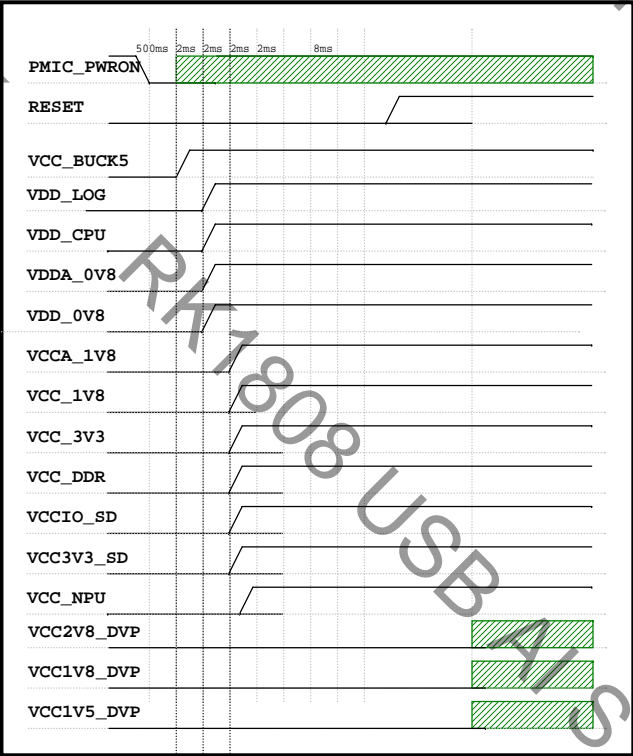 500ms 2ms 2ms 2ms 2ms 8ms
PMIC_PWRON
RESET
VCC_BUCK5
VDD_LOG
VDD_CPU
VDDA_0V8
VDD_0V8
VCCA_1V8
VCC_1V8
VCC_3V3
VCC_DDR
VCCIO_SD
VCC3V3_SD
VCC_NPU
VCC2V8_DVP
VCC1V8_DVP
VCC1V5_DVP
RK1808 USB AI S